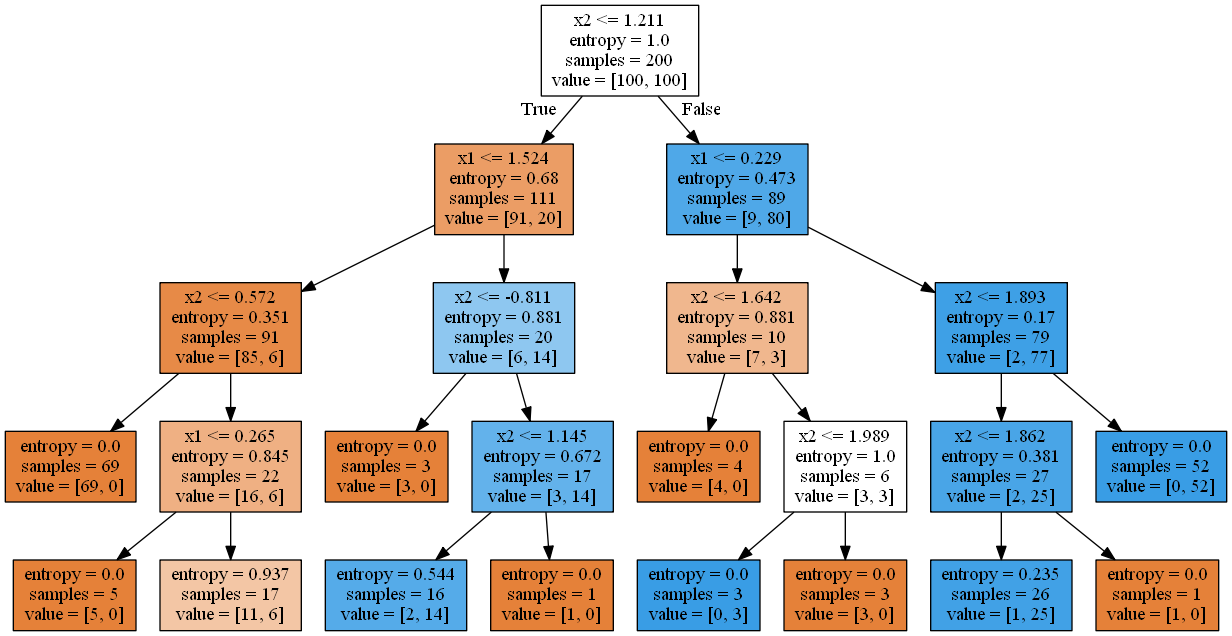 x2 <= 1.211
entropy = 1.0
samples = 200
value = [100, 100]
True
False
x1 <= 1.524
entropy = 0.68
samples = 111
value = [91, 20]
x1 <= 0.229
entropy = 0.473
samples = 89
value = [9, 80]
x2 <= 0.572
entropy = 0.351
samples = 91
value = [85, 6]
x2 <= -0.811
entropy = 0.881
samples = 20
value = [6, 14]
x2 <= 1.642
entropy = 0.881
samples = 10
value = [7, 3]
x2 <= 1.893
entropy = 0.17
samples = 79
value = [2, 77]
entropy = 0.0
samples = 69
value = [69, 0]
x1 <= 0.265
entropy = 0.845
samples = 22
value = [16, 6]
entropy = 0.0
samples = 3
value = [3, 0]
x2 <= 1.145
entropy = 0.672
samples = 17
value = [3, 14]
entropy = 0.0
samples = 4
value = [4, 0]
x2 <= 1.989
entropy = 1.0
samples = 6
value = [3, 3]
x2 <= 1.862
entropy = 0.381
samples = 27
value = [2, 25]
entropy = 0.0
samples = 52
value = [0, 52]
entropy = 0.0
samples = 5
value = [5, 0]
entropy = 0.937
samples = 17
value = [11, 6]
entropy = 0.544
samples = 16
value = [2, 14]
entropy = 0.0
samples = 1
value = [1, 0]
entropy = 0.0
samples = 3
value = [0, 3]
entropy = 0.0
samples = 3
value = [3, 0]
entropy = 0.235
samples = 26
value = [1, 25]
entropy = 0.0
samples = 1
value = [1, 0]